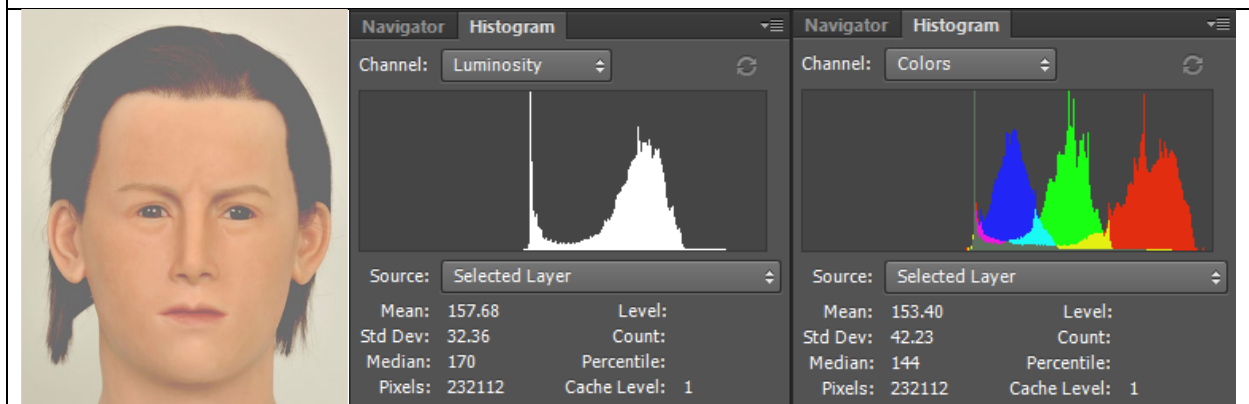 Navigator Histogram
Channel: Luminosity
Source: Selected Layer
Mean: 157.68 Level:
Std Dev: 32.36 Count:
Median: 170 Percentile:
Pixels: 232112 Cache Level: 1
Navigator Histogram
Channel: Colors
Source: Selected Layer
Mean: 153.40 Level:
Std Dev: 42.23 Count:
Median: 144 Percentile:
Pixels: 232112 Cache Level: 1